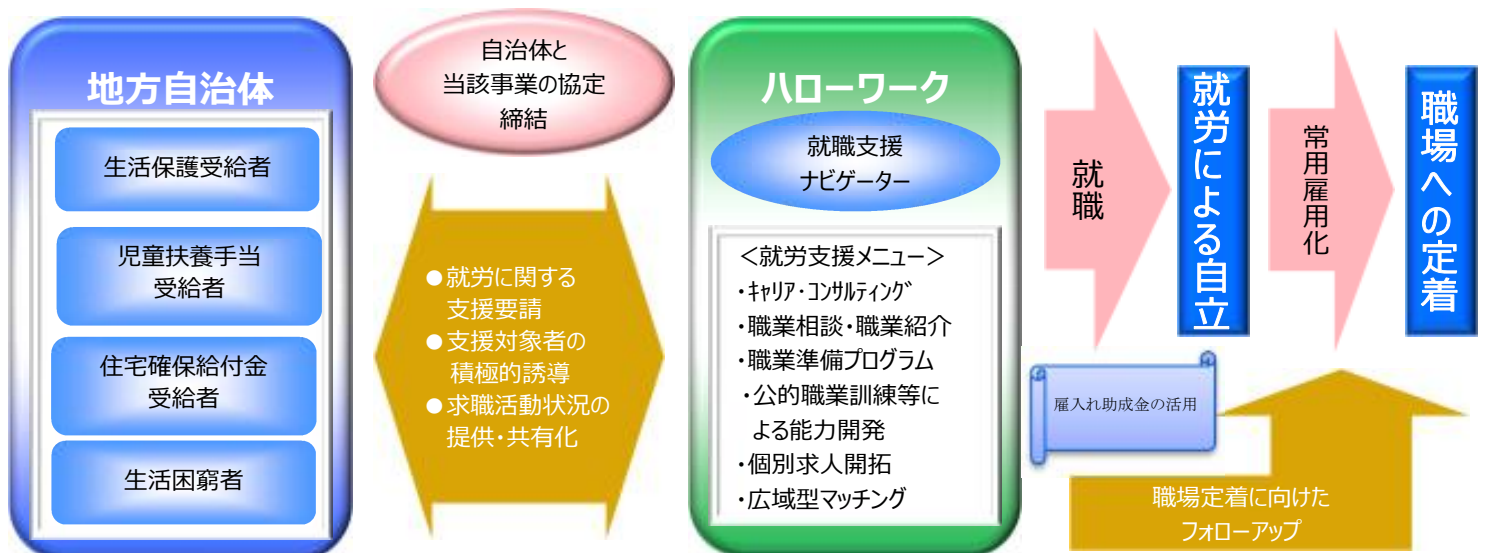 地方自治体
生活保護受給者
児童扶養手当
受給者
住宅確保給付金
受給者
生活困窮者
自治体と
当該事業の協定
締結
●就労に関する
支援要請
●支援対象者の
積極的誘導
●求職活動状況の
提供・共有化
ハローワーク
就職支援
ナビゲーター
＜就労支援メニュー＞
・ｷｬﾘｱ・ｺﾝｻﾙﾃｨﾝｸﾞ
・職業相談・職業紹介
・職業準備プログラム
・公的職業訓練等に
よる能力開発
・個別求人開拓
・広域型マッチング
就職
就労による自立
常用雇用化
職場への定着
雇入れ助成金の活用
職場定着に向けた
フォローアップ